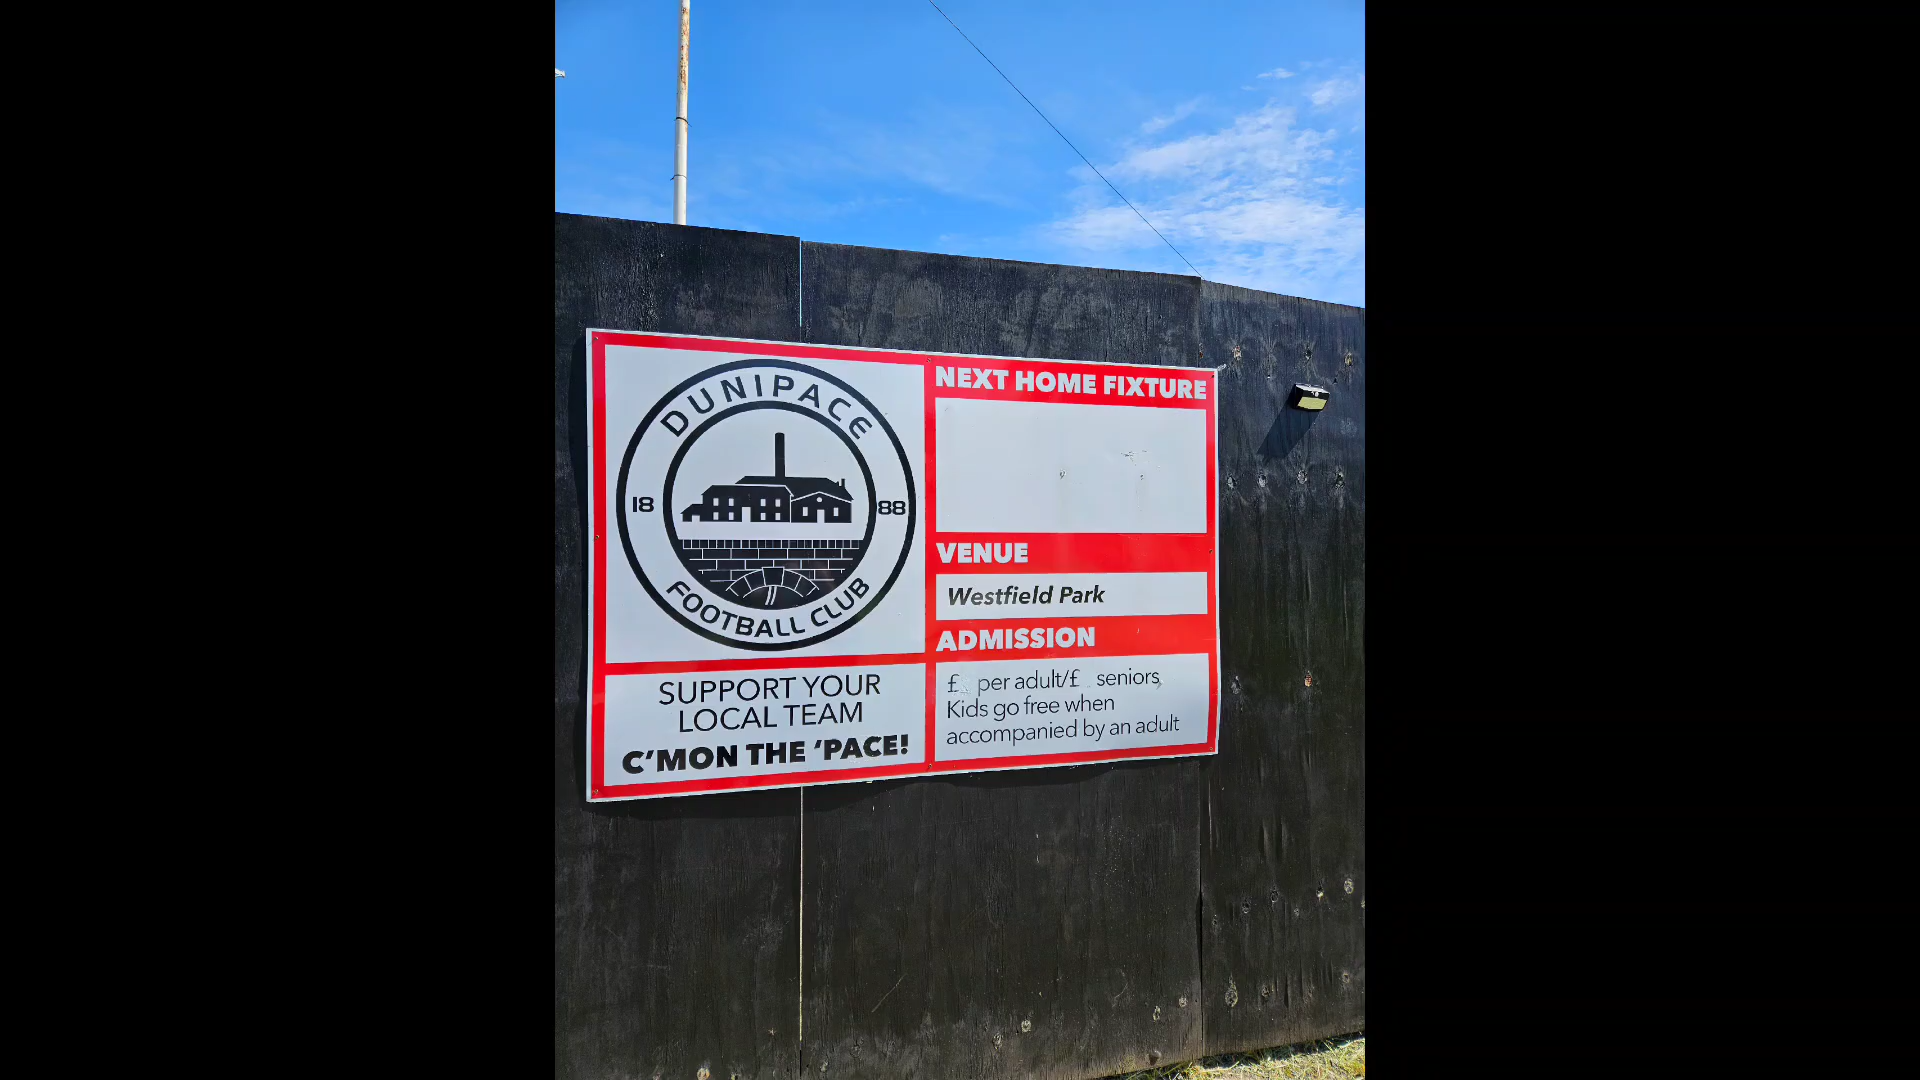 DUNIPACE
18 88
FOOTBALL CLUB
SUPPORT YOUR
LOCAL TEAM
C'MON THE 'PACE!
NEXT HOME FIXTURE
VENUE
Westfield Park
ADMISSION
£ per adult/£ seniors
Kids go free when
accompanied by an adult